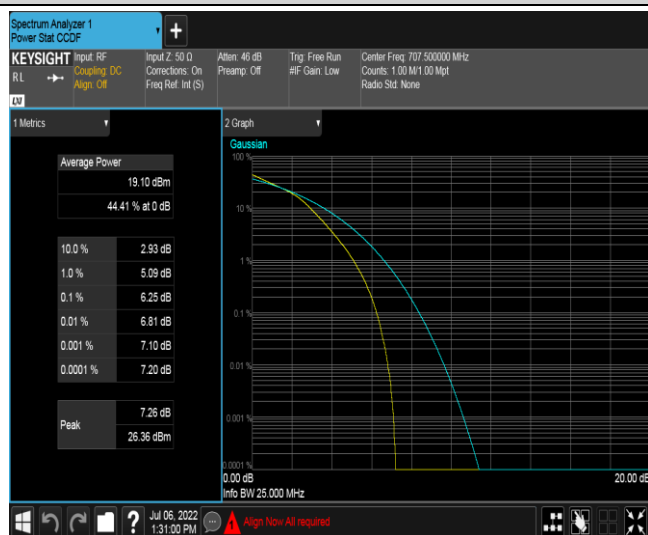 Spectrum Analyzer 1
Power Stat CCDF
KEYSIGHT
RL
LXI
Input: RF
Coupling: DC
Align: Off
Input Z: 50 Ω
Corrections: On
Freq Ref: Int (S)
Atten: 46 dB
Preamp: Off
Trig: Free Run
#IF Gain: Low
Center Freq: 707.500000 MHz
Counts: 1.00 M/1.00 Mpt
Radio Std: None
1 Metrics
Average Power
19.10 dBm
44.41 % at 0 dB
10.0 % 2.93 dB
1.0 % 5.09 dB
0.1 % 6.25 dB
0.01 % 6.81 dB
0.001 % 7.10 dB
0.0001 % 7.20 dB
Peak
7.26 dB
26.36 dBm
2 Graph
Gaussian
100 %
10 %
1 %
0.1 %
0.01 %
0.001 %
0.0001 %
0.00 dB
20.00 dB
Info BW 25.000 MHz
?
Jul 06, 2022
1:31:00 PM
Align Now All required